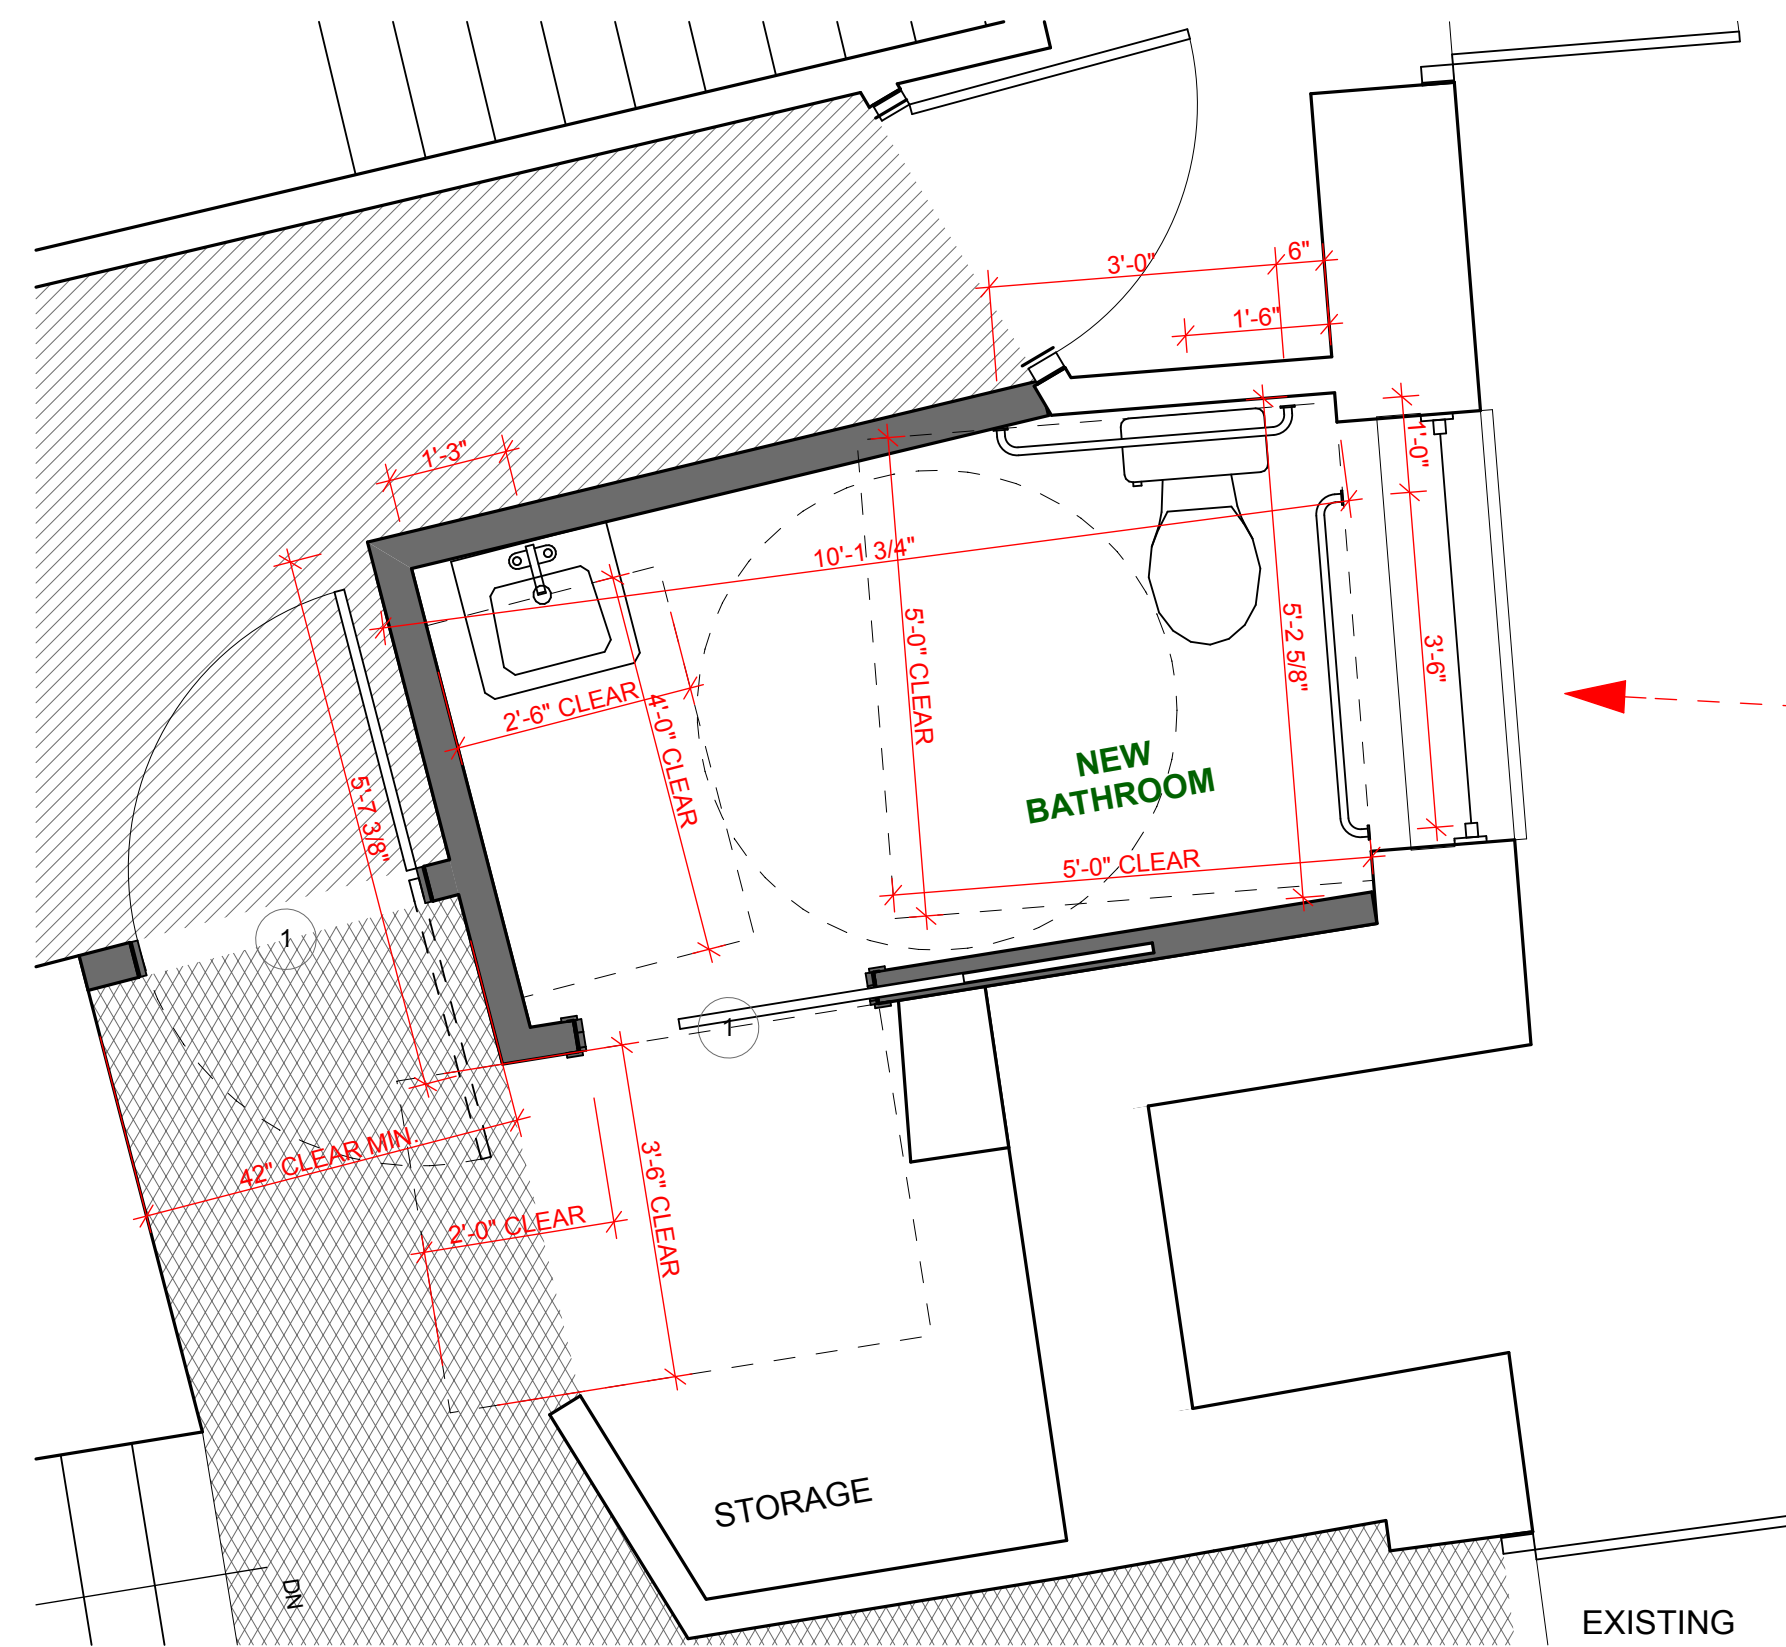 6"
3'-0"
1'-6"
1'-3"
1'-0"
10'-1 3/4"
5'-0" CLEAR
5'-2 5/8"
3'-6"
2'-6" CLEAR
4'-0" CLEAR
NEW
BATHROOM
5'-7 3/8"
5'-0" CLEAR
1
1
42" CLEAR MIN.
3'-6" CLEAR
2'-0" CLEAR
STORAGE
DN
EXISTING